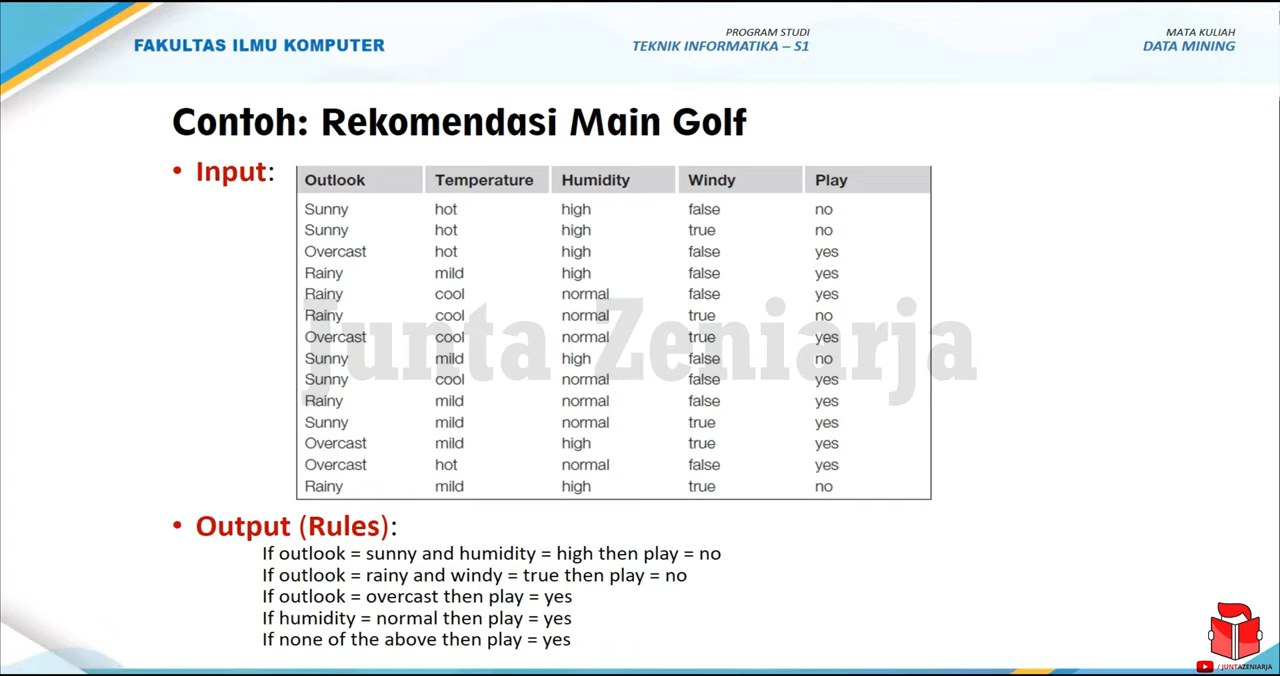 FAKULTAS ILMU KOMPUTER
PROGRAM STUDI
TEKNIK INFORMATIKA – S1
MATA KULIAH
DATA MINING
Contoh: Rekomendasi Main Golf
• Input:
Outlook Temperature Humidity Windy Play
Sunny hot high false no
Sunny hot high true no
Overcast hot high false yes
Rainy mild high false yes
Rainy cool normal false yes
Rainy cool normal true no
Overcast cool normal true yes
Sunny mild high false no
Sunny cool normal false yes
Rainy mild normal false yes
Sunny mild normal true yes
Overcast mild high true yes
Overcast hot normal false yes
Rainy mild high true no
Junta Zeniarja
• Output (Rules):
If outlook = sunny and humidity = high then play = no
If outlook = rainy and windy = true then play = no
If outlook = overcast then play = yes
If humidity = normal then play = yes
If none of the above then play = yes
/ JUNTAZENIARJA